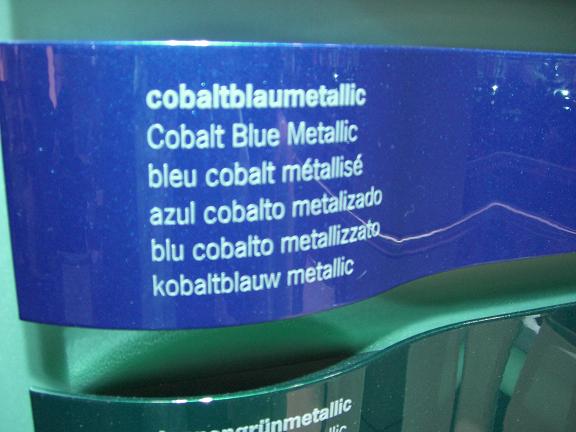 cobaltblaumetallic
Cobalt Blue Metallic
bleu cobalt métallisé
azul cobalto metalizado
blu cobalto metallizzato
kobaltblauw metallic